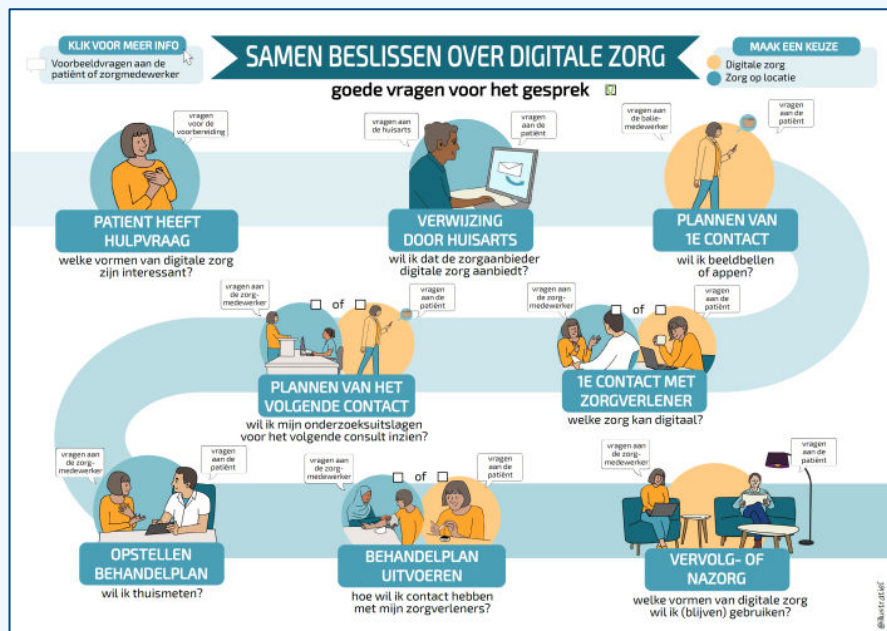 KLIK VOOR MEER INFO
Voorbeeldvragen aan de
patiënt of zorgmedewerker
SAMEN BESLISSEN OVER DIGITALE ZORG
goede vragen voor het gesprek
MAAK EEN KEUZE
Digitale zorg
Zorg op locatie
vragen
voor de
voorbereiding
PATIENT HEEFT
HULPVRAAG
welke vormen van digitale zorg
zijn interessant?
vragen aan
de huisarts
vragen
aan de
patiënt
VERWIJZING
DOOR HUISARTS
wil ik dat de zorgaanbieder
digitale zorg aanbiedt?
vragen aan
de balie-
medewerker
vragen
aan de
patiënt
PLANNEN VAN
1E CONTACT
wil ik beeldbellen
of appen?
vragen aan
de zorg-
medewerker
of
vragen
aan de
patiënt
PLANNEN VAN HET
VOLGENDE CONTACT
wil ik mijn onderzoeksuitslagen
voor het volgende consult inzien?
vragen aan
de zorg-
medewerker
of
vragen
aan de
patiënt
1E CONTACT MET
ZORGVERLENER
welke zorg kan digitaal?
vragen aan
de zorg-
medewerker
vragen
aan de
patiënt
OPSTELLEN
BEHANDELPLAN
wil ik thuismeten?
vragen aan
de zorg-
medewerker
of
vragen
aan de
patiënt
BEHANDELPLAN
UITVOEREN
hoe wil ik contact hebben
met mijn zorgverleners?
vragen aan
de zorg-
medewerker
vragen
aan de
patiënt
VERVOLG- OF
NAZORG
welke vormen van digitale zorg
wil ik (blijven) gebruiken?
@illustratief